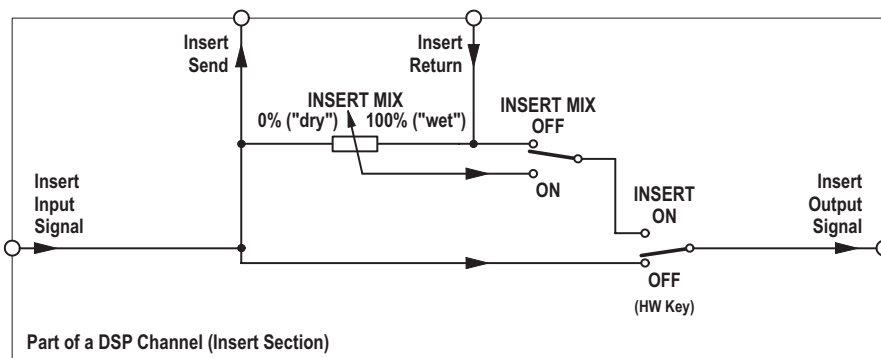 Insert
Send
Insert
Return
INSERT MIX
0% ("dry") 100% ("wet")
INSERT MIX
OFF
ON
Insert
Input
Signal
INSERT
ON
OFF
(HW Key)
Insert
Output
Signal
Part of a DSP Channel (Insert Section)